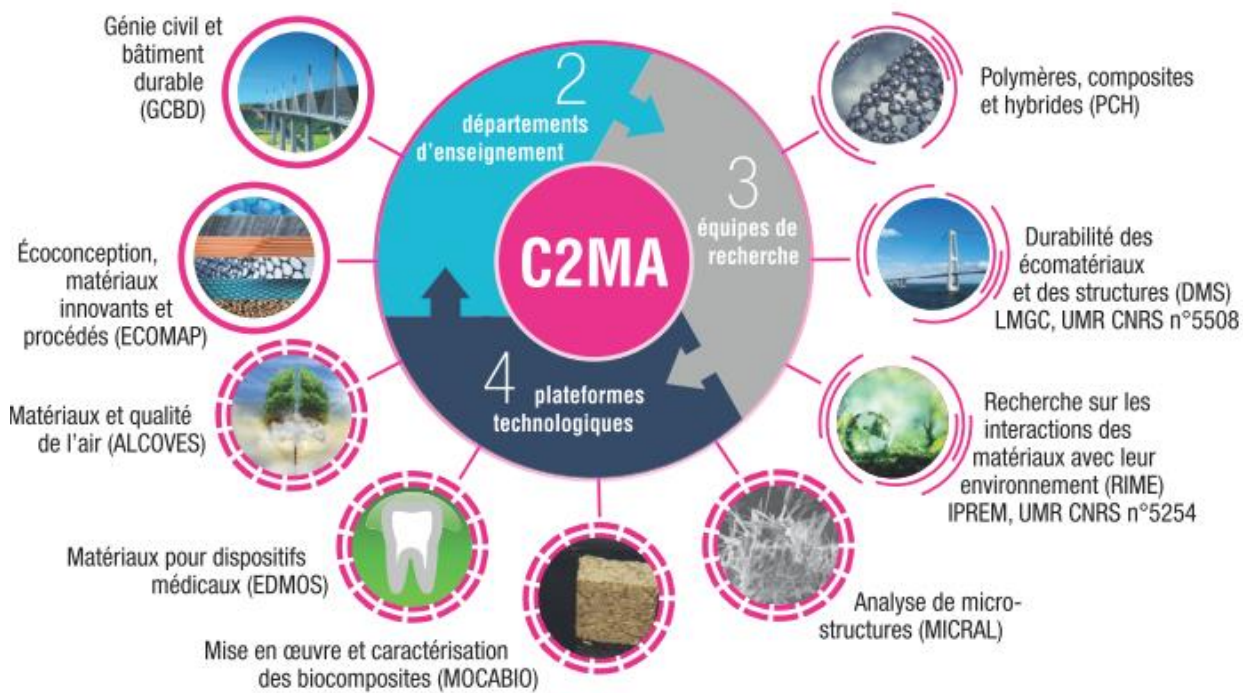 Génie civil et
bâtiment
durable
(GCBD)
2
départements
d'enseignement
Polymères, composites
et hybrides (PCH)
3
équipes de
recherche
C2MA
Écoconception,
matériaux
innovants et
procédés (ECOMAP)
Durabilité des
écomatériaux
et des structures (DMS)
LMGC, UMR CNRS n°5508
4 plateformes
technologiques
Matériaux et qualité
de l'air (ALCOVES)
Recherche sur les
interactions des
matériaux avec leur
environnement (RIME)
IPREM, UMR CNRS n°5254
Matériaux pour dispositifs
médicaux (EDMOS)
Mise en œuvre et caractérisation
des biocomposites (MOCABIO)
Analyse de micro-
structures (MICRAL)